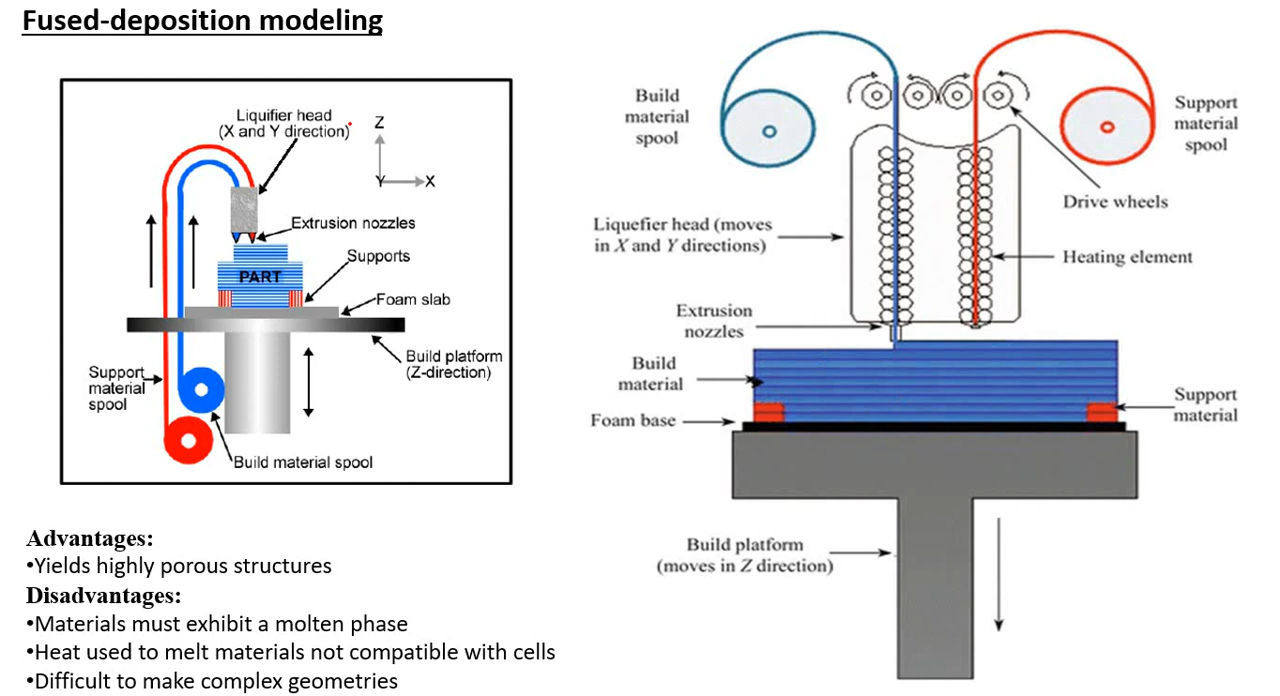 Fused-deposition modeling
Liquifier head
(X and Y direction)
Z
Y
X
Extrusion nozzles
Supports
PART
Foam slab
Build platform
(Z-direction)
Support
material
spool
Build material spool
Build
material
spool
Support
material
spool
Drive wheels
Liquefier head (moves
in X and Y directions)
Heating element
Extrusion
nozzles
Build
material
Support
material
Foam base
Build platform
(moves in Z direction)
Advantages:
•Yields highly porous structures
Disadvantages:
•Materials must exhibit a molten phase
•Heat used to melt materials not compatible with cells
•Difficult to make complex geometries